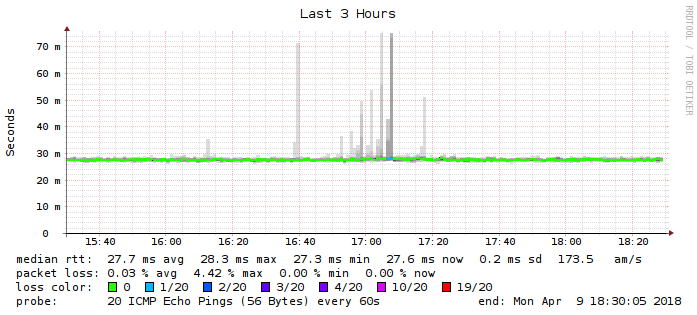 Last 3 Hours
RRDTOOL / TOBI OETIKER
Seconds
70 m
60 m
50 m
40 m
30 m
20 m
10 m
0
15:40 16:00 16:20 16:40 17:00 17:20 17:40 18:00 18:20
median rtt: 27.7 ms avg 28.3 ms max 27.3 ms min 27.6 ms now 0.2 ms sd 173.5 am/s
packet loss: 0.03 % avg 4.42 % max 0.00 % min 0.00 % now
loss color: 0 1/20 2/20 3/20 4/20 10/20 19/20
probe: 20 ICMP Echo Pings (56 Bytes) every 60s end: Mon Apr 9 18:30:05 2018